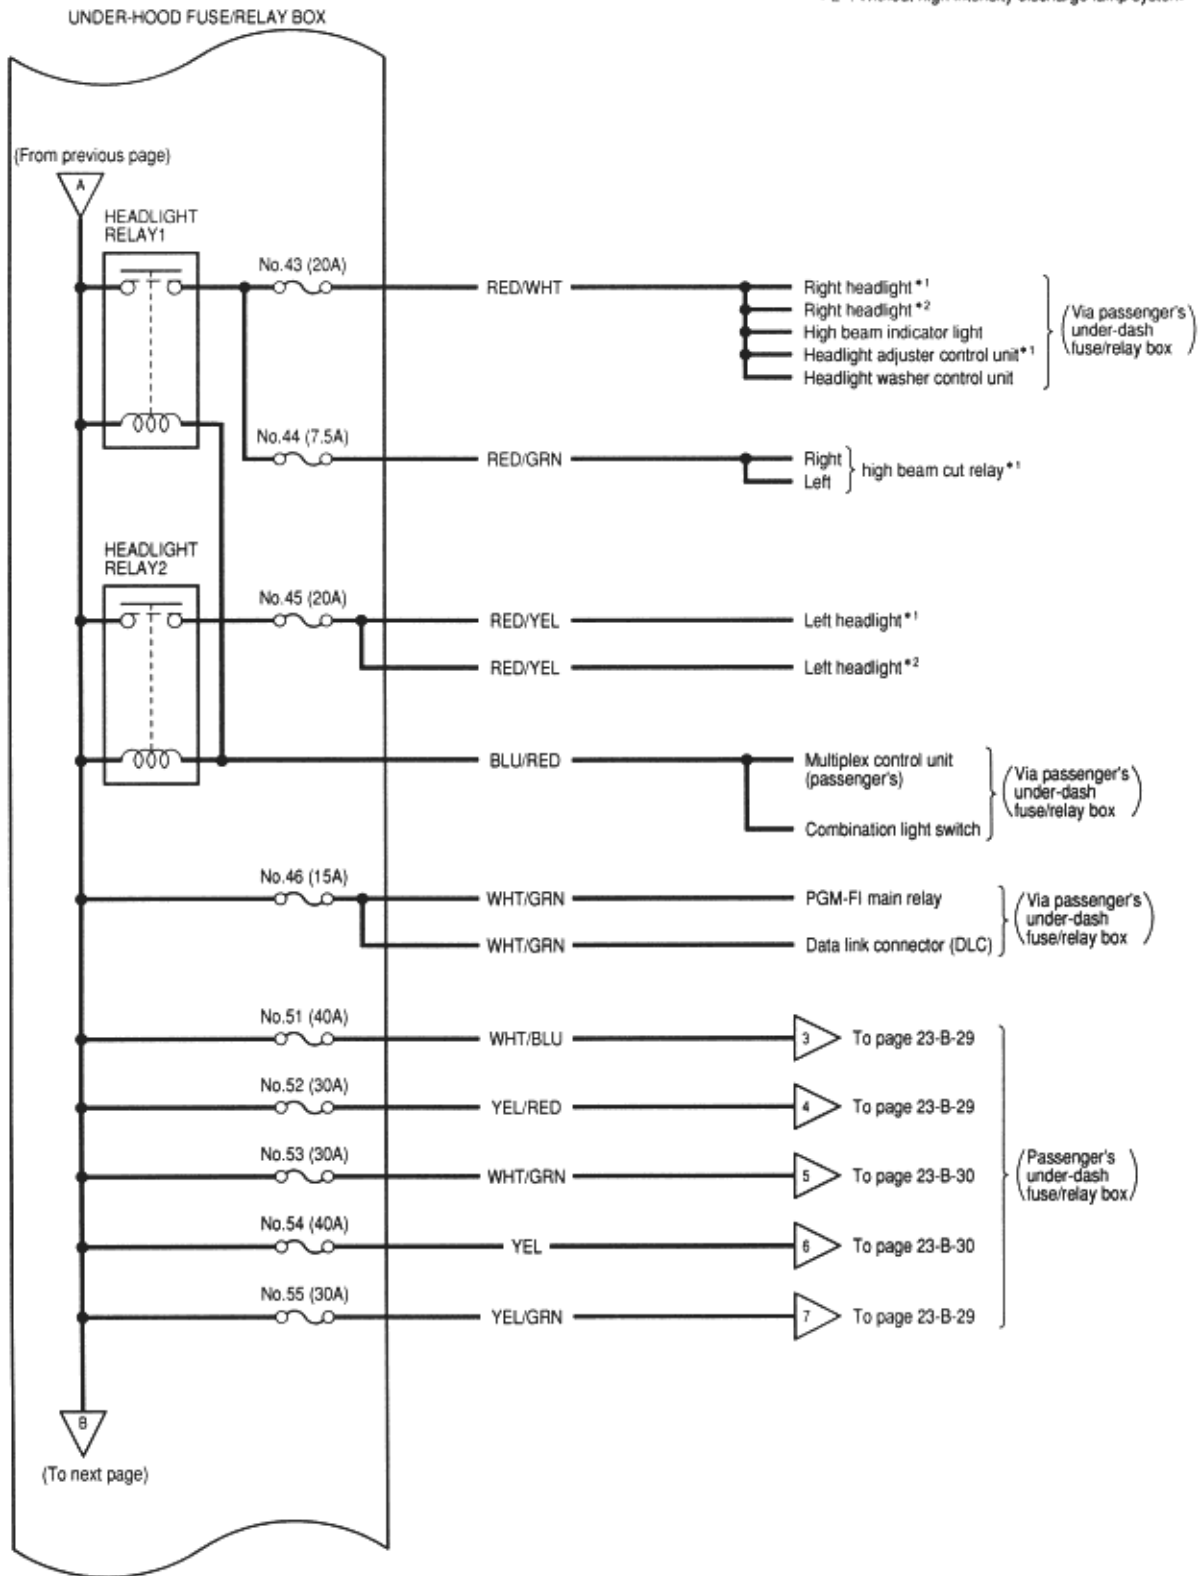 UNDER-HOOD FUSE/RELAY BOX
(From previous page)
A
HEADLIGHT
RELAY1
No.43 (20A)
RED/WHT
Right headlight*1
Right headlight*2
High beam indicator light
Headlight adjuster control unit*1
Headlight washer control unit
(Via passenger's
under-dash
fuse/relay box)
No.44 (7.5A)
RED/GRN
Right
Left
high beam cut relay*1
HEADLIGHT
RELAY2
No.45 (20A)
RED/YEL
Left headlight*1
RED/YEL
Left headlight*2
BLU/RED
Multiplex control unit
(passenger's)
Combination light switch
(Via passenger's
under-dash
fuse/relay box)
No.46 (15A)
WHT/GRN
PGM-FI main relay
WHT/GRN
Data link connector (DLC)
(Via passenger's
under-dash
fuse/relay box)
No.51 (40A)
WHT/BLU
3
To page 23-B-29
No.52 (30A)
YEL/RED
4
To page 23-B-29
No.53 (30A)
WHT/GRN
5
To page 23-B-30
No.54 (40A)
YEL
6
To page 23-B-30
No.55 (30A)
YEL/GRN
7
To page 23-B-29
(Passenger's
under-dash
fuse/relay box)
B
(To next page)